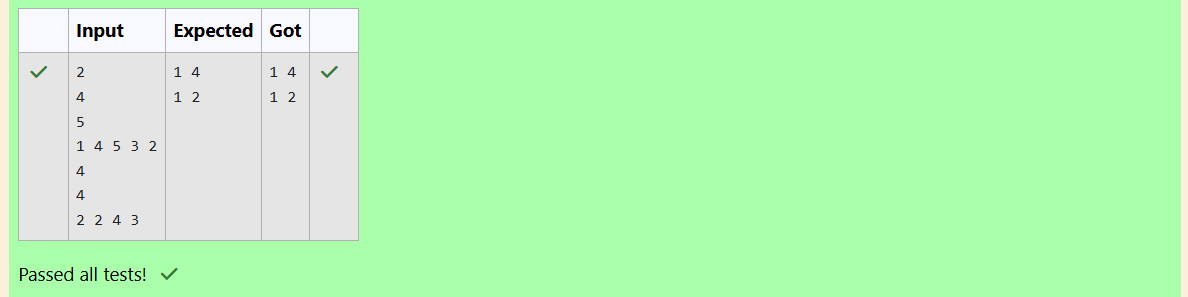 Input Expected Got
2 1 4 1 4
4 1 2 1 2
5
1 4 5 3 2
4
4
2 2 4 3
Passed all tests!